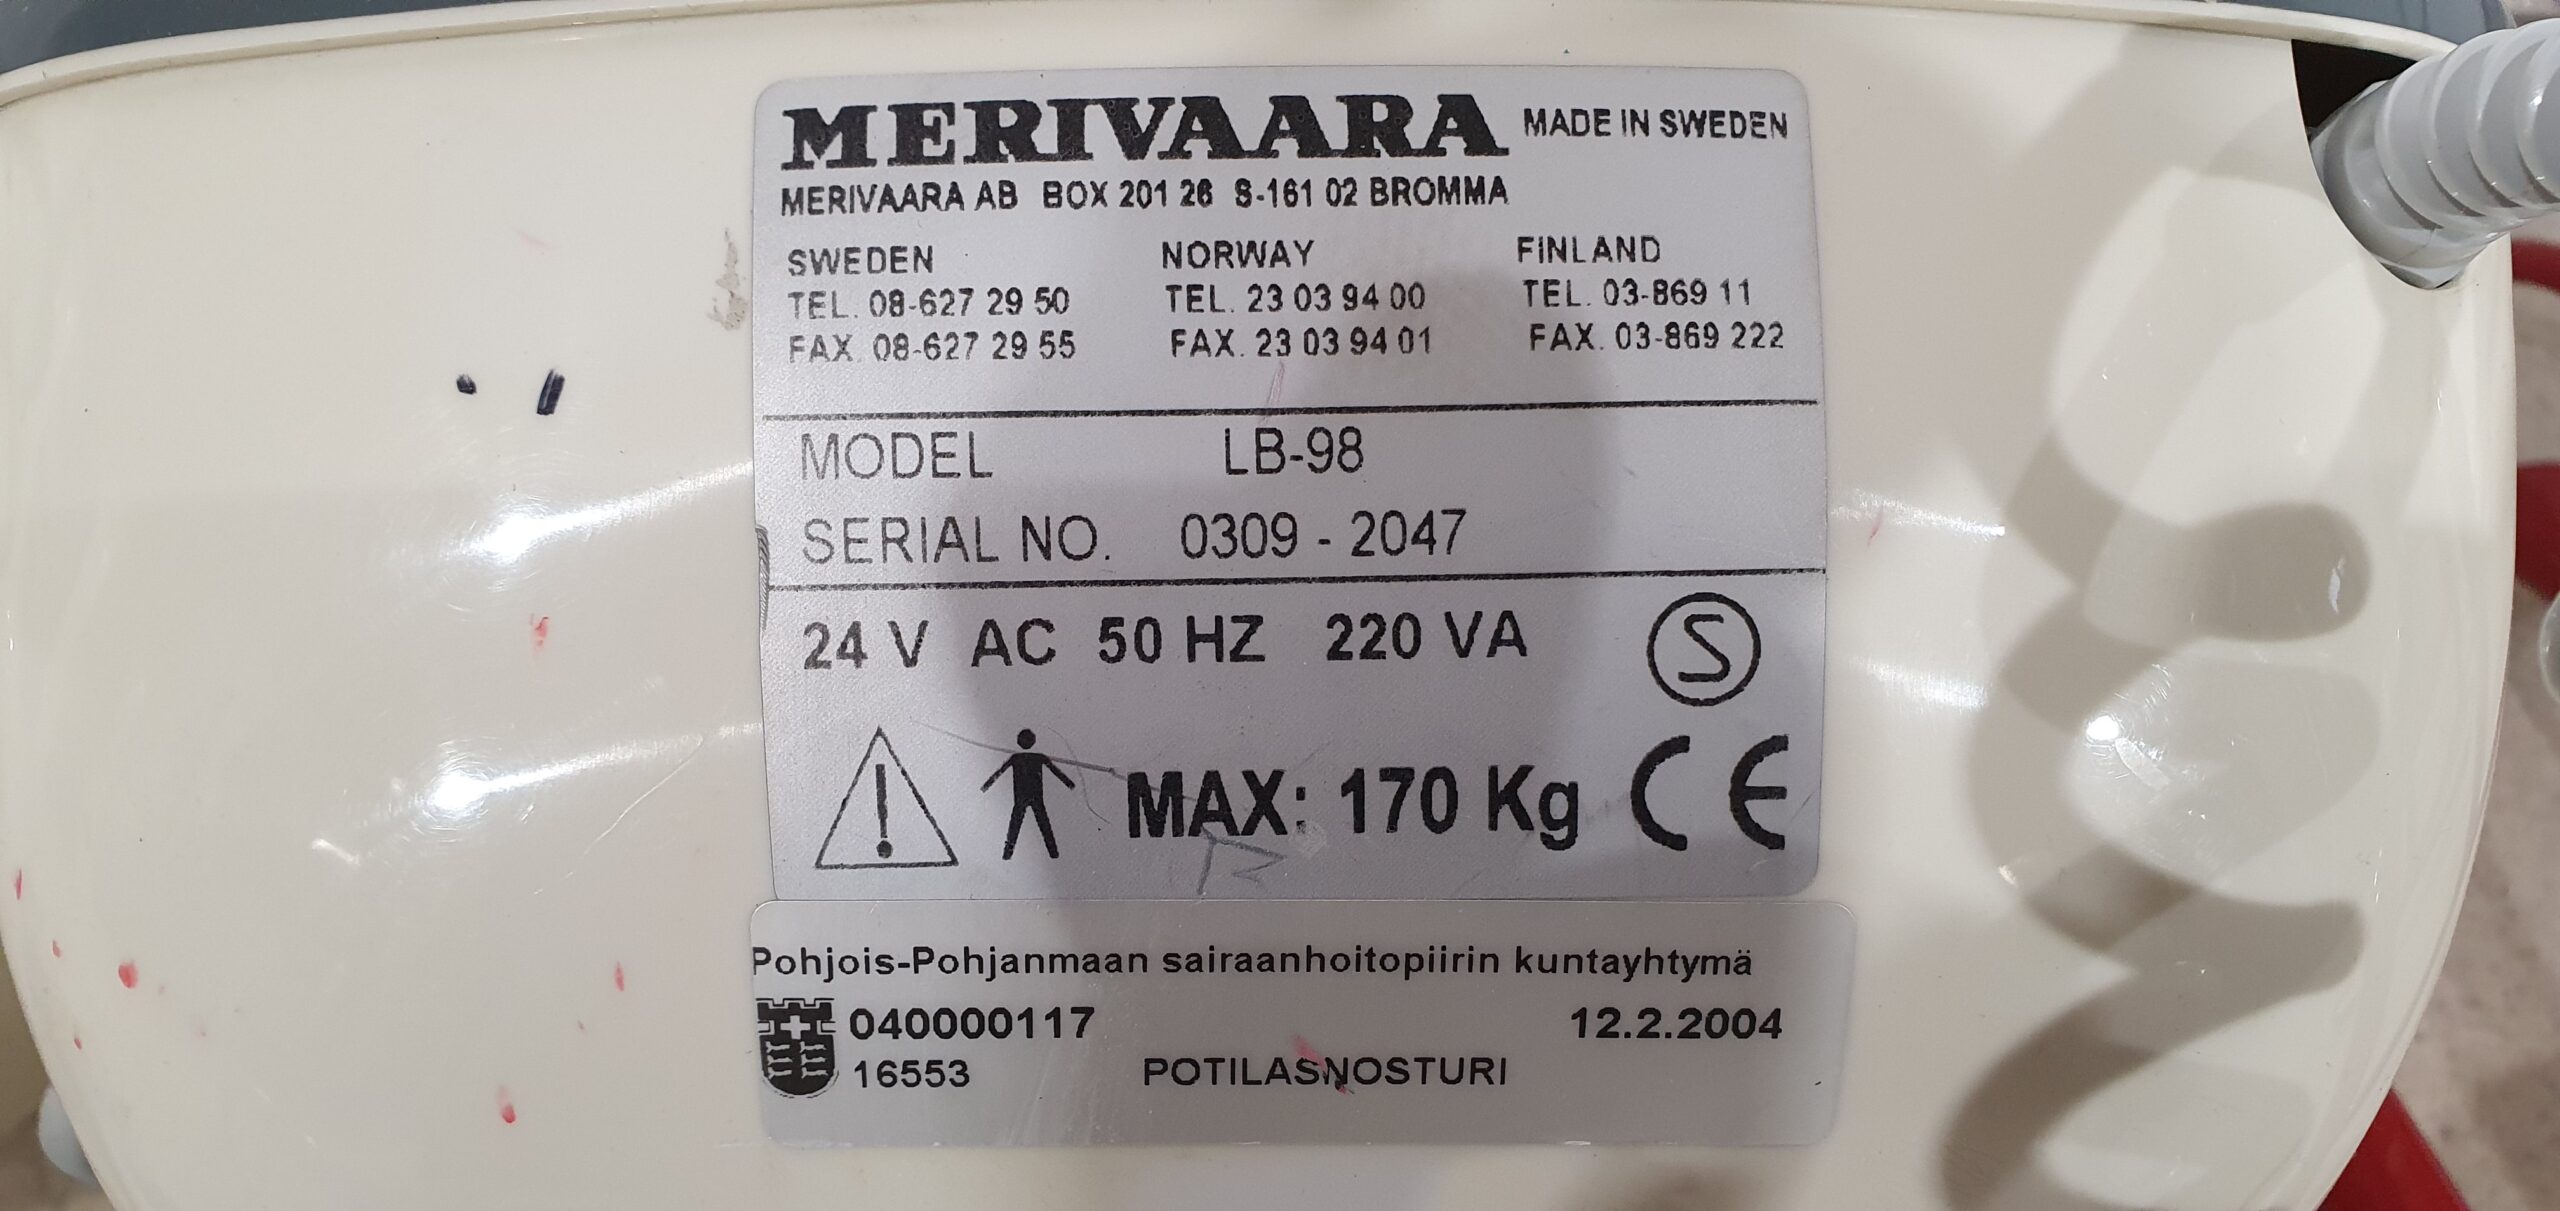 MERIVAARA MADE IN SWEDEN
MERIVAARA AB BOX 201 26 S-161 02 BROMMA
SWEDEN NORWAY FINLAND
TEL. 08-627 29 50 TEL. 23 03 94 00 TEL. 03-869 11
FAX. 08-627 29 55 FAX. 23 03 94 01 FAX. 03-869 222
MODEL LB-98
SERIAL NO. 0309 - 2047
24 V AC 50 HZ 220 VA S
! MAX: 170 Kg CE
Pohjois-Pohjanmaan sairaanhoitopiirin kuntayhtymä
040000117 12.2.2004
16553 POTILASNOSTURI